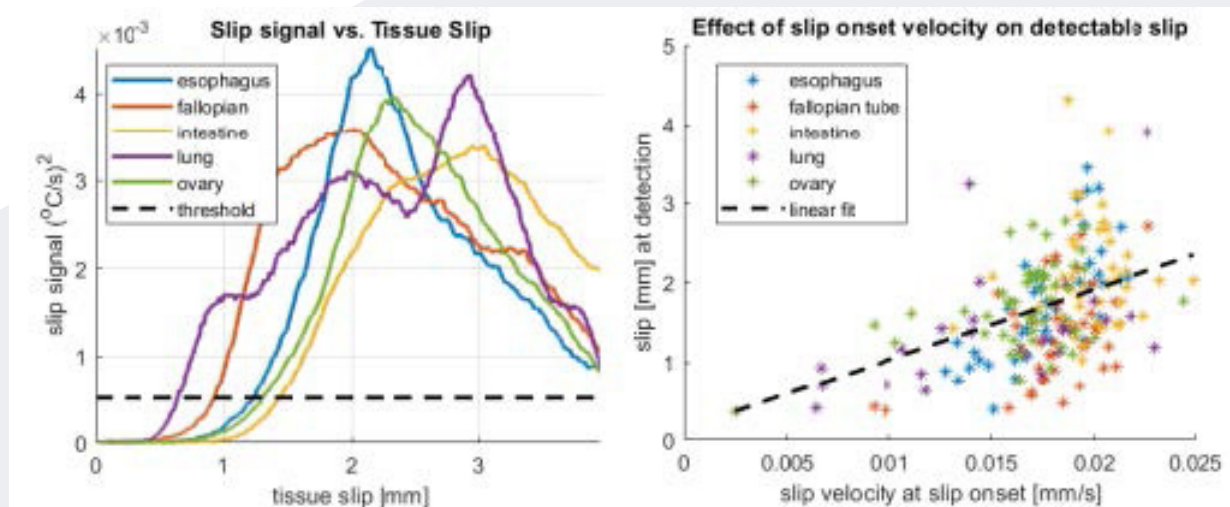 ×10⁻³
Slip signal vs. Tissue Slip
esophagus
fallopian
intestine
lung
ovary
threshold
4
3
2
1
0
slip signal (°C/s)²
0 1 2 3
tissue slip [mm]
Effect of slip onset velocity on detectable slip
esophagus
fallopian tube
intestine
lung
ovary
linear fit
5
4
3
2
1
0
slip [mm] at detection
0 0.005 001 0.015 0.02 0.025
slip velocity at slip onset [mm/s]